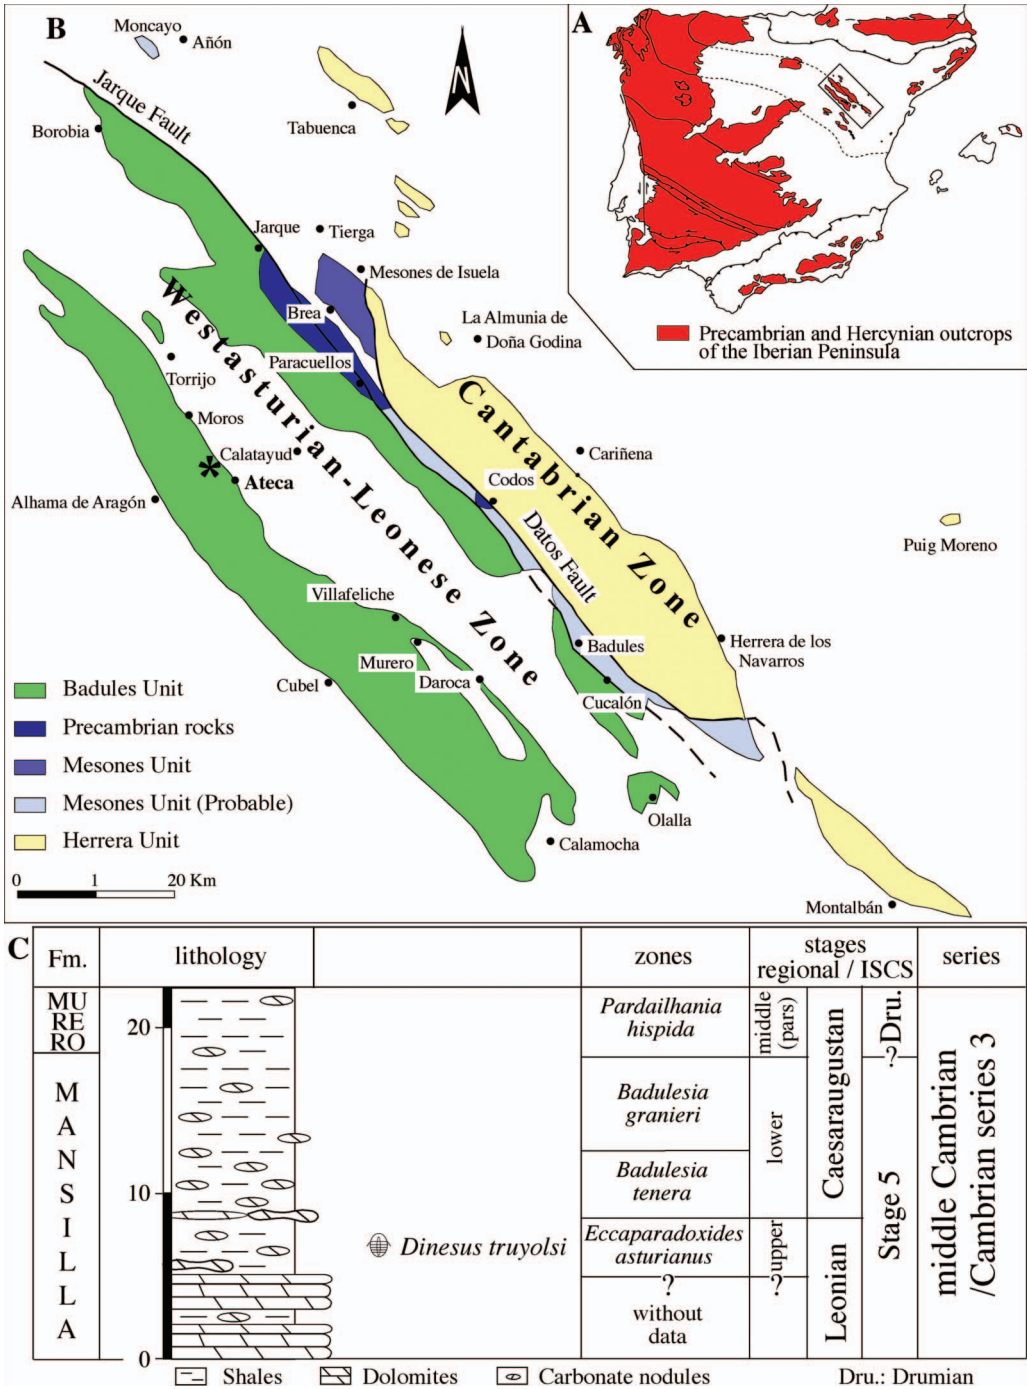 B
Moncayo
Añón
Jarque Fault
Borobia
N
Tabuenca
A
Precambrian and Hercynian outcrops
of the Iberian Peninsula
Jarque
Tierga
Mesones de Isuela
Brea
La Almunia de
Doña Godina
Paracuellos
Torrijo
Moros
Calatayud
*
Ateca
Alhama de Aragón
Westasturian-Leonese Zone
Cantabrian Zone
Cariñena
Codos
Datos Fault
Puig Moreno
Villafeliche
Murero
Daroca
Cubel
Badules
Cucalón
Herrera de los
Navarros
Olalla
Calamocha
Montalbán
Badules Unit
Precambrian rocks
Mesones Unit
Mesones Unit (Probable)
Herrera Unit
0 1 20 Km
C
Fm. lithology zones stages series
regional / ISCS
MU
RE
RO
MANSILLA
20
10
0
Dinesus truyolsi
Pardailhania
hispida
Badulesia
granieri
Badulesia
tenera
Eccaparadoxides
asturianus
?
without
data
middle
(pars)
lower
upper
?
Caesaraugustan
Leonian
Dru.
?
Stage 5
middle Cambrian
/Cambrian series 3
Shales Dolomites Carbonate nodules Dru.: Drumian